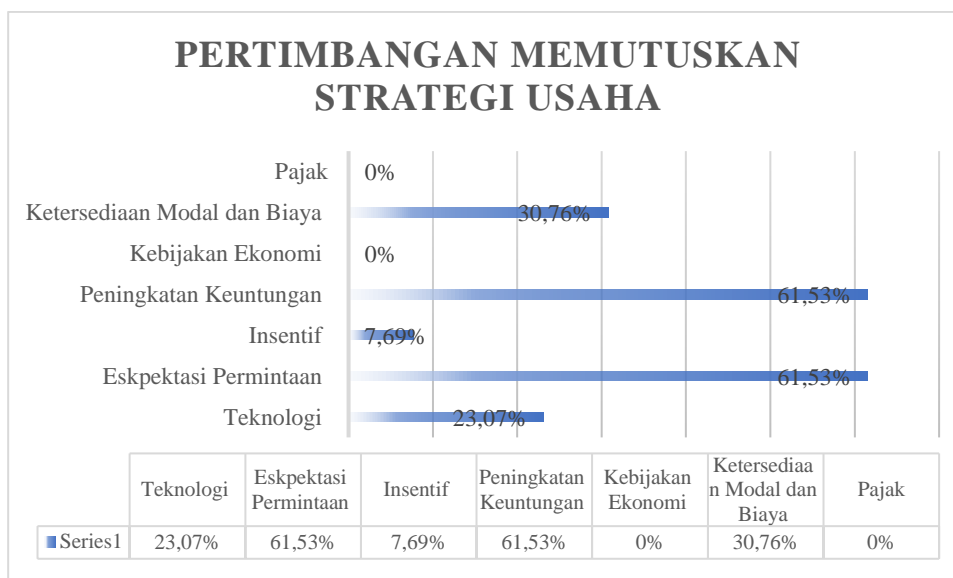 PERTIMBANGAN MEMUTUSKAN
STRATEGI USAHA
Pajak 0%
Ketersediaan Modal dan Biaya 30,76%
Kebijakan Ekonomi 0%
Peningkatan Keuntungan 61,53%
Insentif 7,69%
Eskpektasi Permintaan 61,53%
Teknologi 23,07%
Teknologi
Eskpektasi
Permintaan
Insentif
Peningkatan
Keuntungan
Kebijakan
Ekonomi
Ketersediaa
n Modal dan
Biaya
Pajak
Series1 23,07% 61,53% 7,69% 61,53% 0% 30,76% 0%